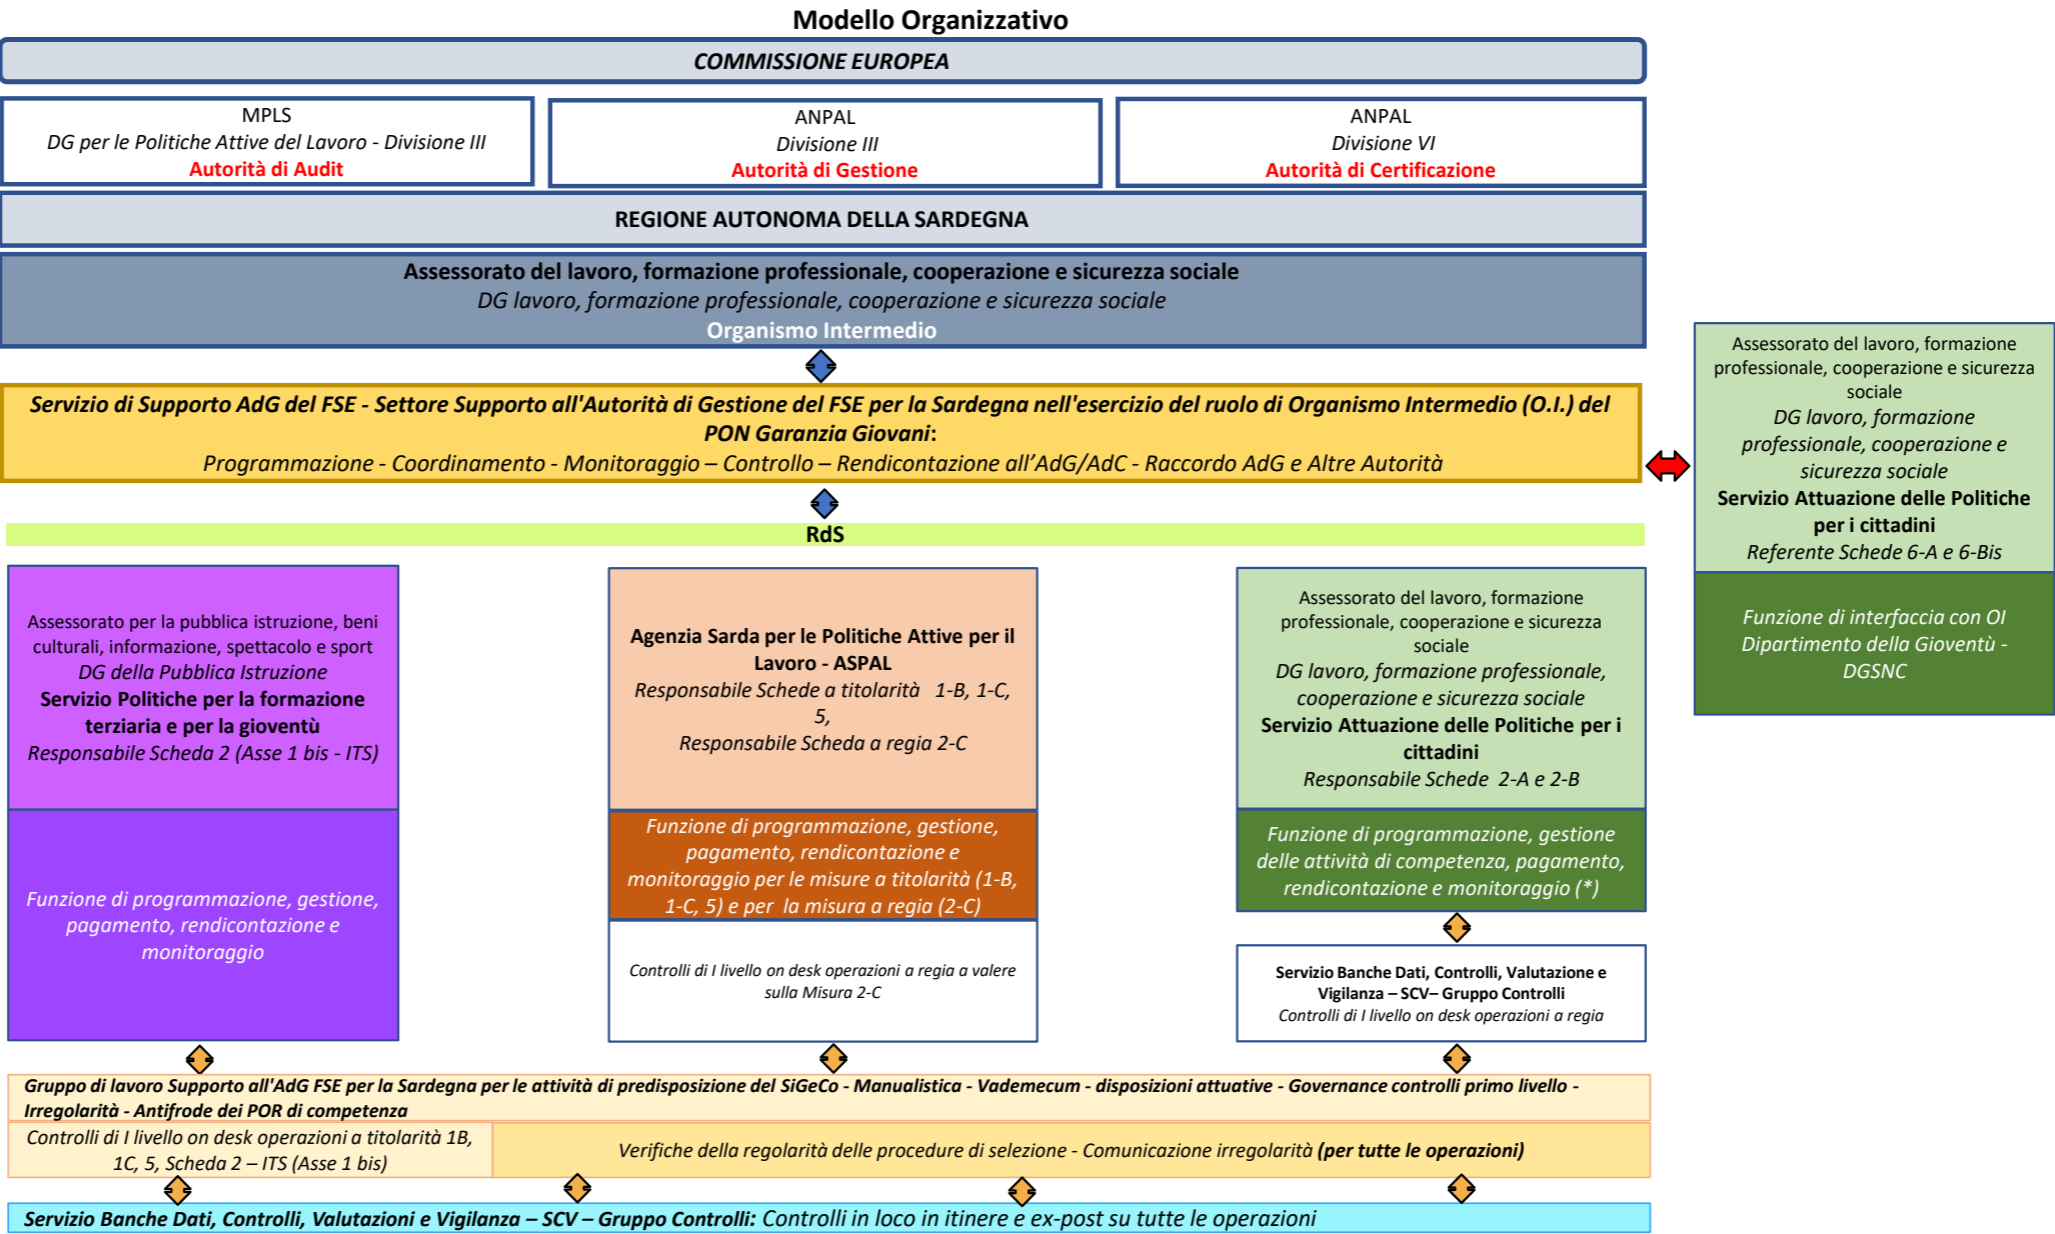 Modello Organizzativo
COMMISSIONE EUROPEA
MPLS
DG per le Politiche Attive del Lavoro - Divisione III
Autorità di Audit
ANPAL
Divisione III
Autorità di Gestione
ANPAL
Divisione VI
Autorità di Certificazione
REGIONE AUTONOMA DELLA SARDEGNA
Assessorato del lavoro, formazione professionale, cooperazione e sicurezza sociale
DG lavoro, formazione professionale, cooperazione e sicurezza sociale
Organismo Intermedio
Servizio di Supporto AdG del FSE - Settore Supporto all'Autorità di Gestione del FSE per la Sardegna nell'esercizio del ruolo di Organismo Intermedio (O.I.) del
PON Garanzia Giovani:
Programmazione - Coordinamento - Monitoraggio – Controllo – Rendicontazione all'AdG/AdC - Raccordo AdG e Altre Autorità
Assessorato del lavoro, formazione
professionale, cooperazione e sicurezza
sociale
DG lavoro, formazione
professionale, cooperazione e
sicurezza sociale
Servizio Attuazione delle Politiche
per i cittadini
Referente Schede 6-A e 6-Bis
Funzione di interfaccia con OI
Dipartimento della Gioventù -
DGSNC
RdS
Assessorato per la pubblica istruzione, beni
culturali, informazione, spettacolo e sport
DG della Pubblica Istruzione
Servizio Politiche per la formazione
terziaria e per la gioventù
Responsabile Scheda 2 (Asse 1 bis - ITS)
Funzione di programmazione, gestione,
pagamento, rendicontazione e
monitoraggio
Agenzia Sarda per le Politiche Attive per il
Lavoro - ASPAL
Responsabile Schede a titolarità 1-B, 1-C,
5,
Responsabile Scheda a regia 2-C
Funzione di programmazione, gestione,
pagamento, rendicontazione e
monitoraggio per le misure a titolarità (1-B,
1-C, 5) e per la misura a regia (2-C)
Controlli di I livello on desk operazioni a regia a valere
sulla Misura 2-C
Assessorato del lavoro, formazione
professionale, cooperazione e sicurezza
sociale
DG lavoro, formazione professionale,
cooperazione e sicurezza sociale
Servizio Attuazione delle Politiche per i
cittadini
Responsabile Schede 2-A e 2-B
Funzione di programmazione, gestione
delle attività di competenza, pagamento,
rendicontazione e monitoraggio (*)
Servizio Banche Dati, Controlli, Valutazione e
Vigilanza – SCV– Gruppo Controlli
Controlli di I livello on desk operazioni a regia
Gruppo di lavoro Supporto all'AdG FSE per la Sardegna per le attività di predisposizione del SiGeCo - Manualistica - Vademecum - disposizioni attuative - Governance controlli primo livello -
Irregolarità - Antifrode dei POR di competenza
Controlli di I livello on desk operazioni a titolarità 1B,
1C, 5, Scheda 2 – ITS (Asse 1 bis)
Verifiche della regolarità delle procedure di selezione - Comunicazione irregolarità (per tutte le operazioni)
Servizio Banche Dati, Controlli, Valutazioni e Vigilanza – SCV – Gruppo Controlli: Controlli in loco in itinere e ex-post su tutte le operazioni